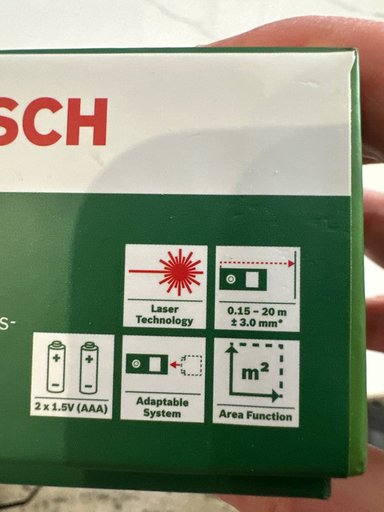 SCH
s-
Laser
Technology
0.15 – 20 m
± 3.0 mm*
2 x 1.5V (AAA)
Adaptable
System
m²
Area Function